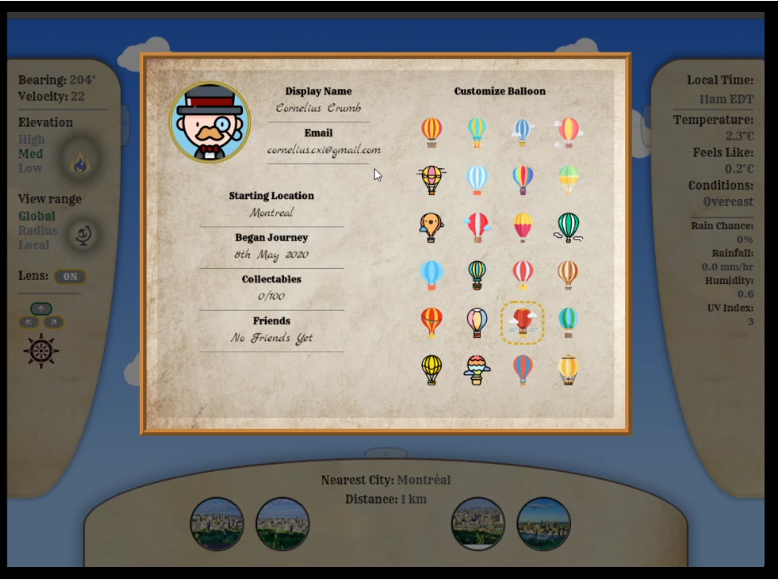 Bearing: 204°
Velocity: 22
Elevation
High
Med
Low
View range
Global
Radius
Local
Lens: ON
Display Name
Cornelius Crumb
Email
cornelius.cxi@gmail.com
Starting Location
Montreal
Began Journey
8th May 2020
Collectables
0/100
Friends
No Friends Yet
Customize Balloon
Local Time:
11am EDT
Temperature:
2.3°C
Feels Like:
0.2°C
Conditions:
Overcast
Rain Chance:
0%
Rainfall:
0.0 mm/hr
Humidity:
0.6
UV Index:
3
Nearest City: Montréal
Distance: 1 km